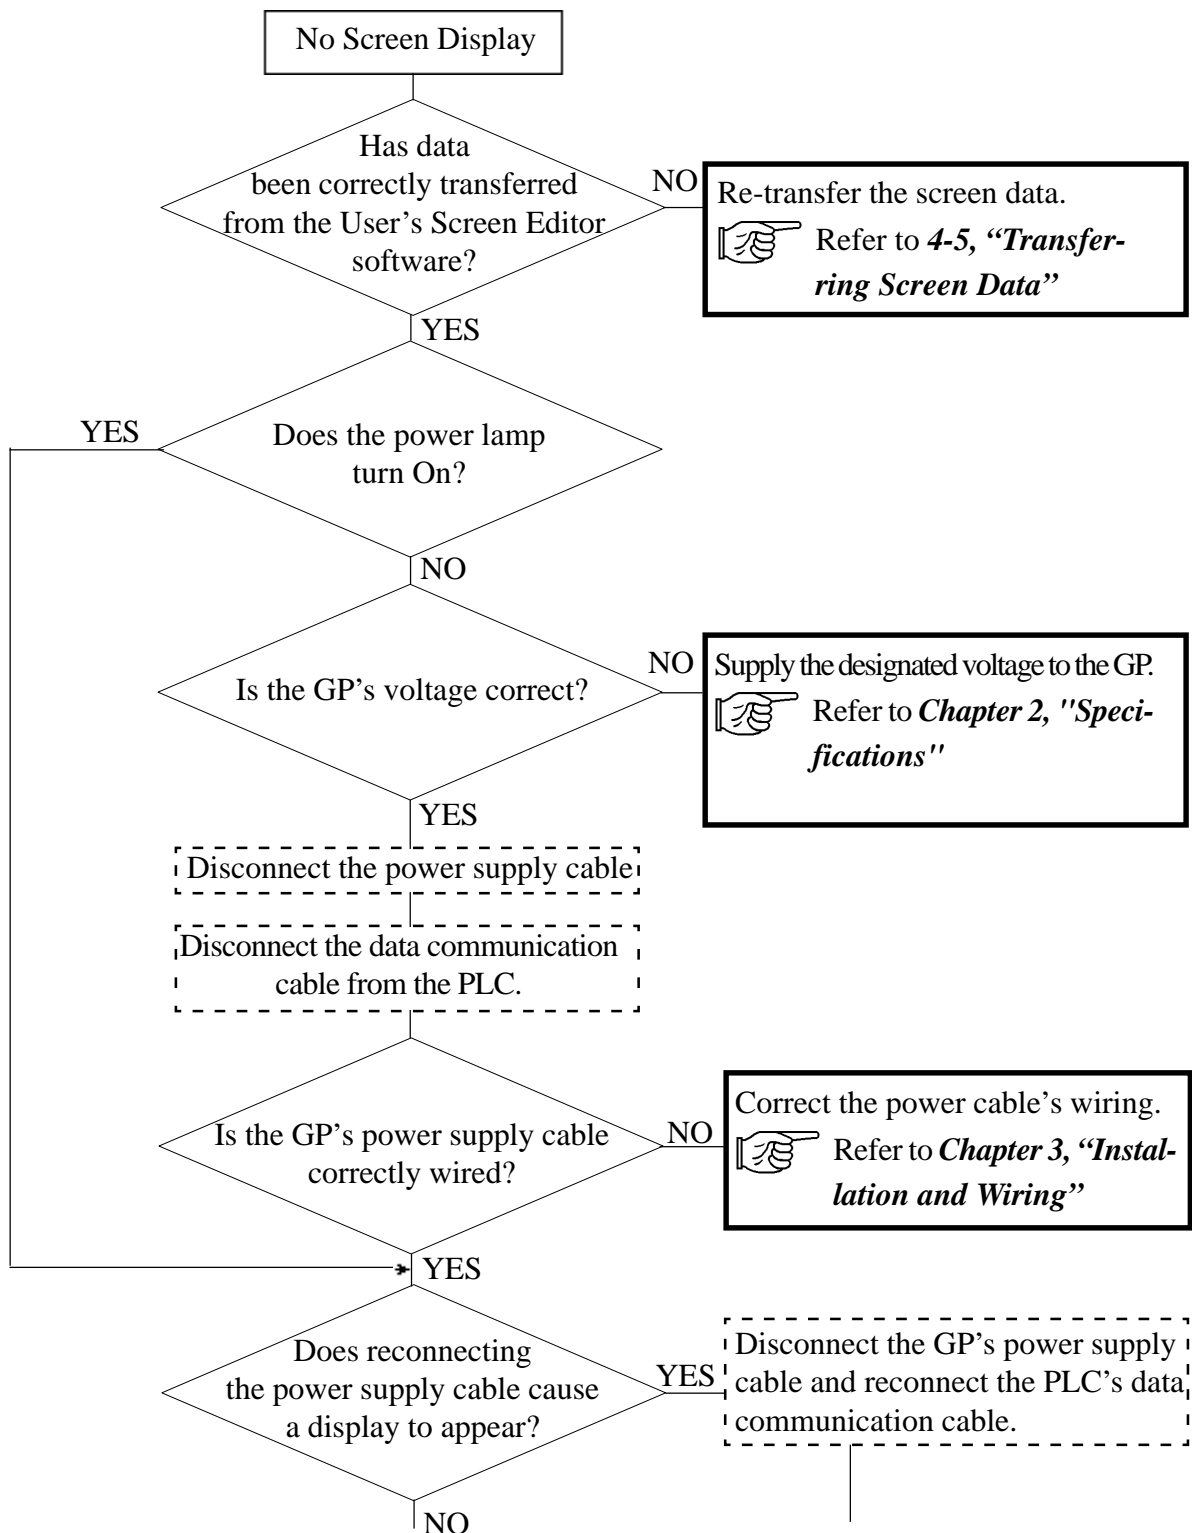 No Screen Display
Has data
been correctly transferred
from the User’s Screen Editor
software?
NO
Re-transfer the screen data.
Refer to 4-5, “Transfer-
ring Screen Data”
YES
YES
Does the power lamp
turn On?
NO
Is the GP’s voltage correct?
NO
Supply the designated voltage to the GP.
Refer to Chapter 2, "Speci-
fications"
YES
Disconnect the power supply cable
Disconnect the data communication
cable from the PLC.
Is the GP’s power supply cable
correctly wired?
NO
Correct the power cable’s wiring.
Refer to Chapter 3, “Instal-
lation and Wiring”
YES
Does reconnecting
the power supply cable cause
a display to appear?
YES
Disconnect the GP’s power supply
cable and reconnect the PLC’s data
communication cable.
NO